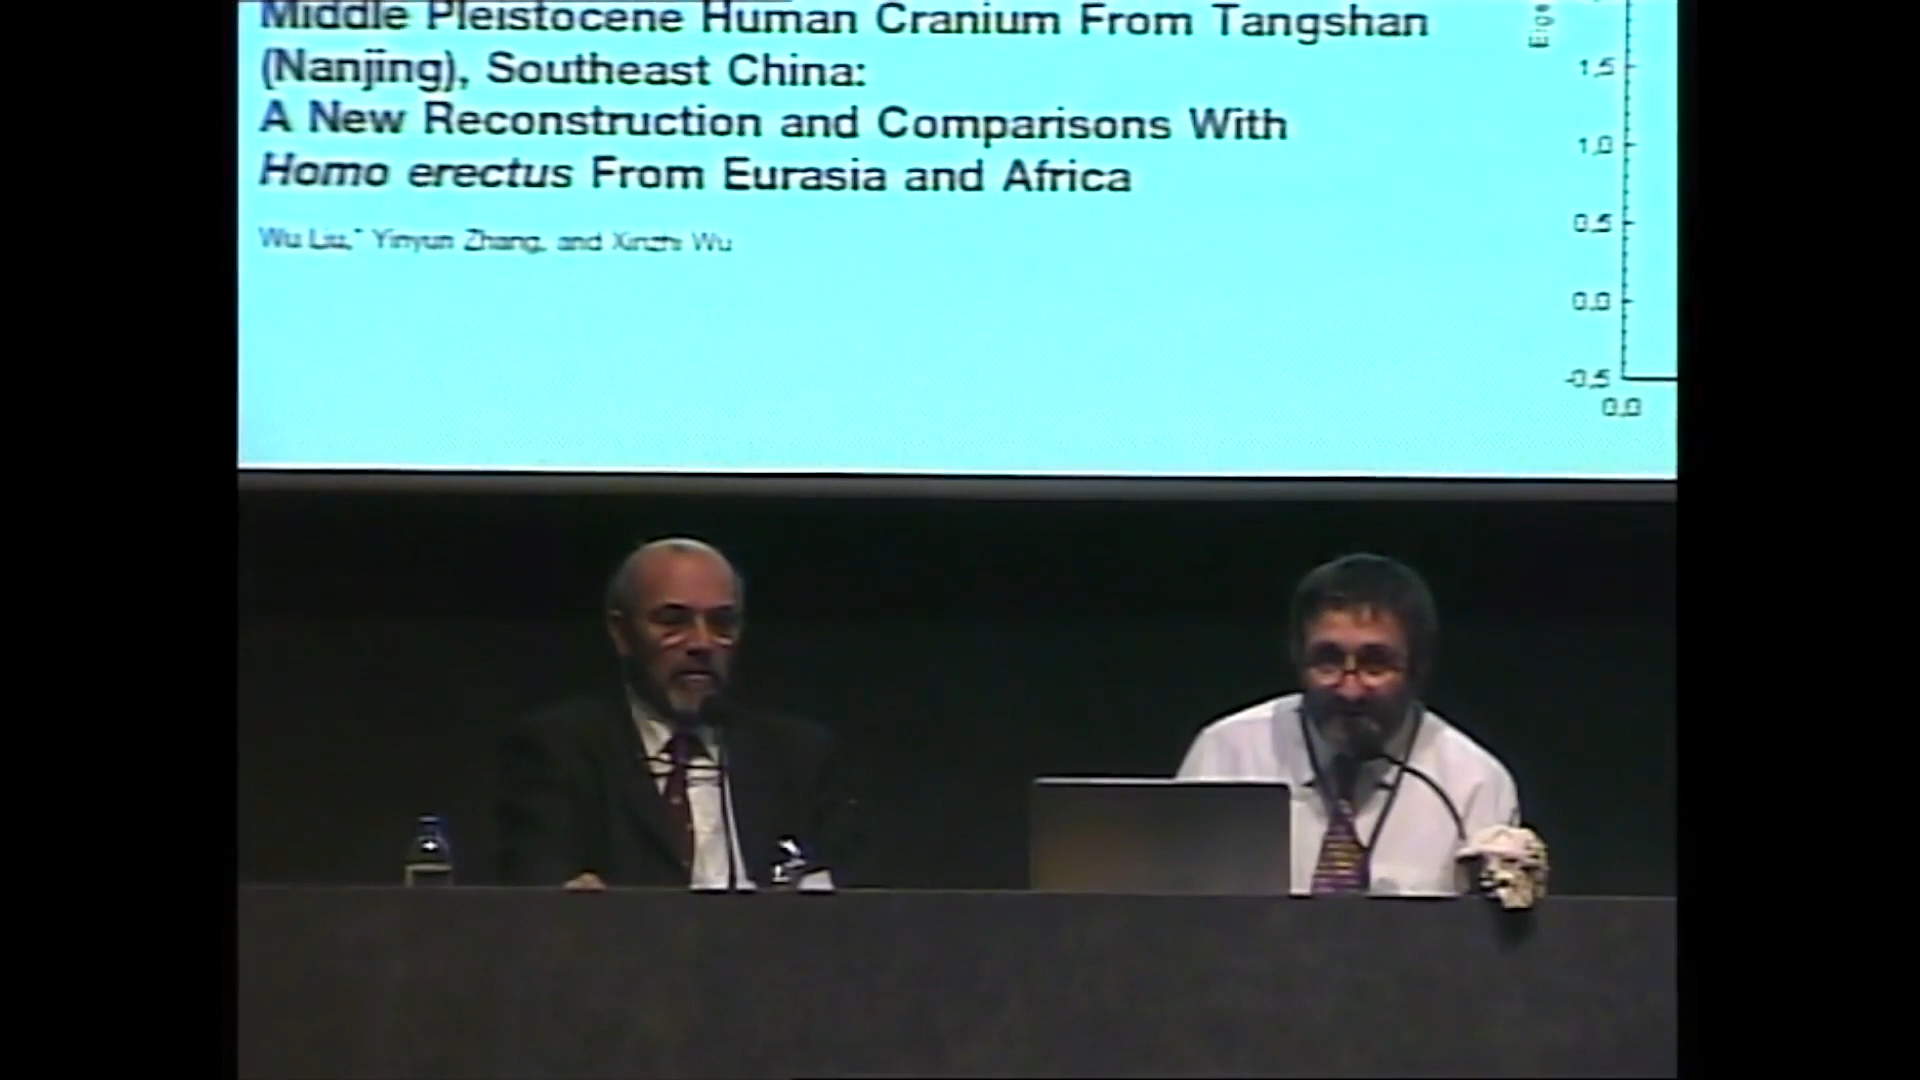 Middle Pleistocene Human Cranium From Tangshan
(Nanjing), Southeast China:
A New Reconstruction and Comparisons With
Homo erectus From Eurasia and Africa
Wu Liu,* Yinyun Zhang, and Xinzhi Wu
Eige
1,5
1,0
0,5
0,0
-0,5
0,0